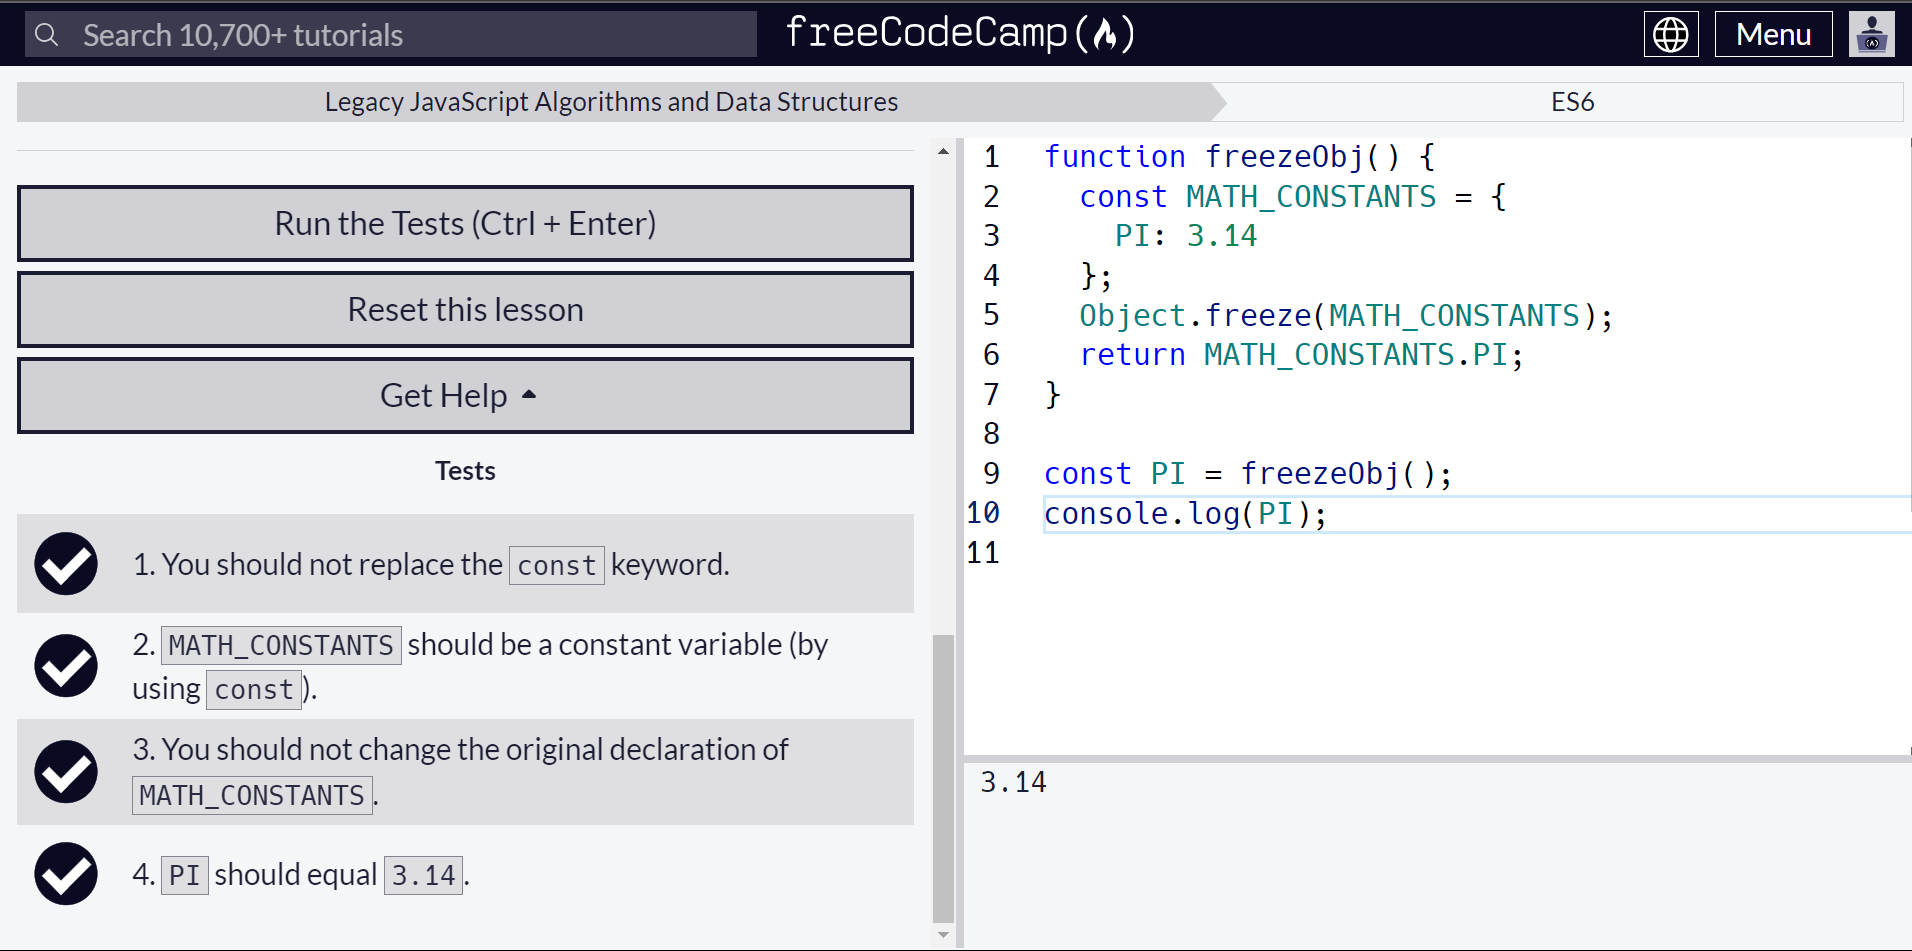 Search 10,700+ tutorials
freeCodeCamp
Menu
Legacy JavaScript Algorithms and Data Structures
ES6
Run the Tests (Ctrl + Enter)
Reset this lesson
Get Help
Tests
1. You should not replace the const keyword.
2. MATH_CONSTANTS should be a constant variable (by
using const).
3. You should not change the original declaration of
MATH_CONSTANTS.
4. PI should equal 3.14.
1 function freezeObj() {
2   const MATH_CONSTANTS = {
3     PI: 3.14
4   };
5   Object.freeze(MATH_CONSTANTS);
6   return MATH_CONSTANTS.PI;
7 }
8
9 const PI = freezeObj();
10 console.log(PI);
11
3.14